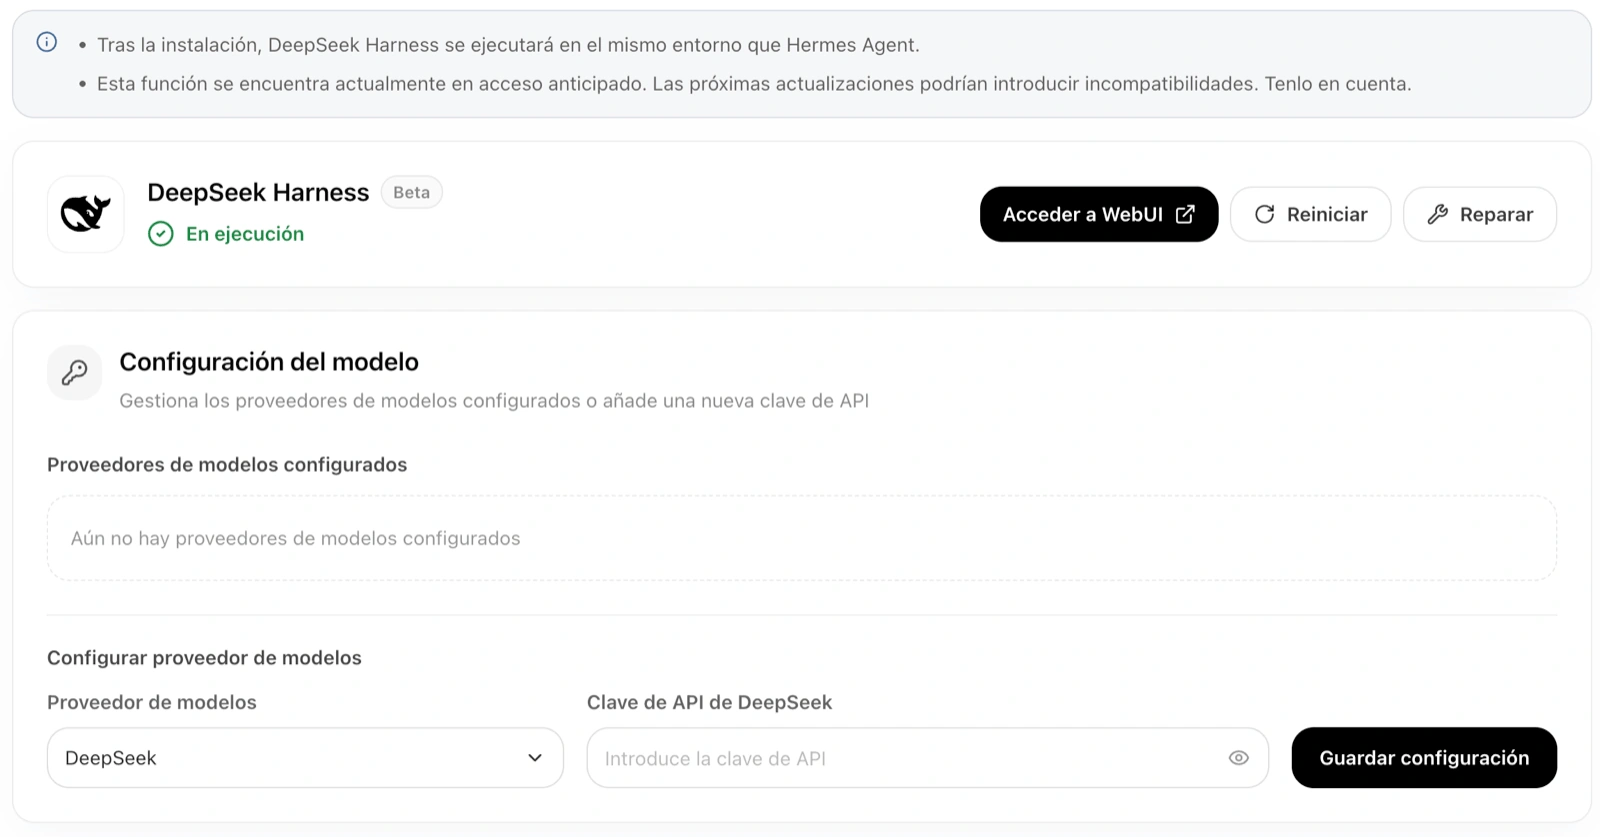 • Tras la instalación, DeepSeek Harness se ejecutará en el mismo entorno que Hermes Agent.
• Esta función se encuentra actualmente en acceso anticipado. Las próximas actualizaciones podrían introducir incompatibilidades. Tenlo en cuenta.
DeepSeek Harness Beta
En ejecución
Acceder a WebUI Reiniciar Reparar
Configuración del modelo
Gestiona los proveedores de modelos configurados o añade una nueva clave de API
Proveedores de modelos configurados
Aún no hay proveedores de modelos configurados
Configurar proveedor de modelos
Proveedor de modelos Clave de API de DeepSeek
DeepSeek Introduce la clave de API Guardar configuración